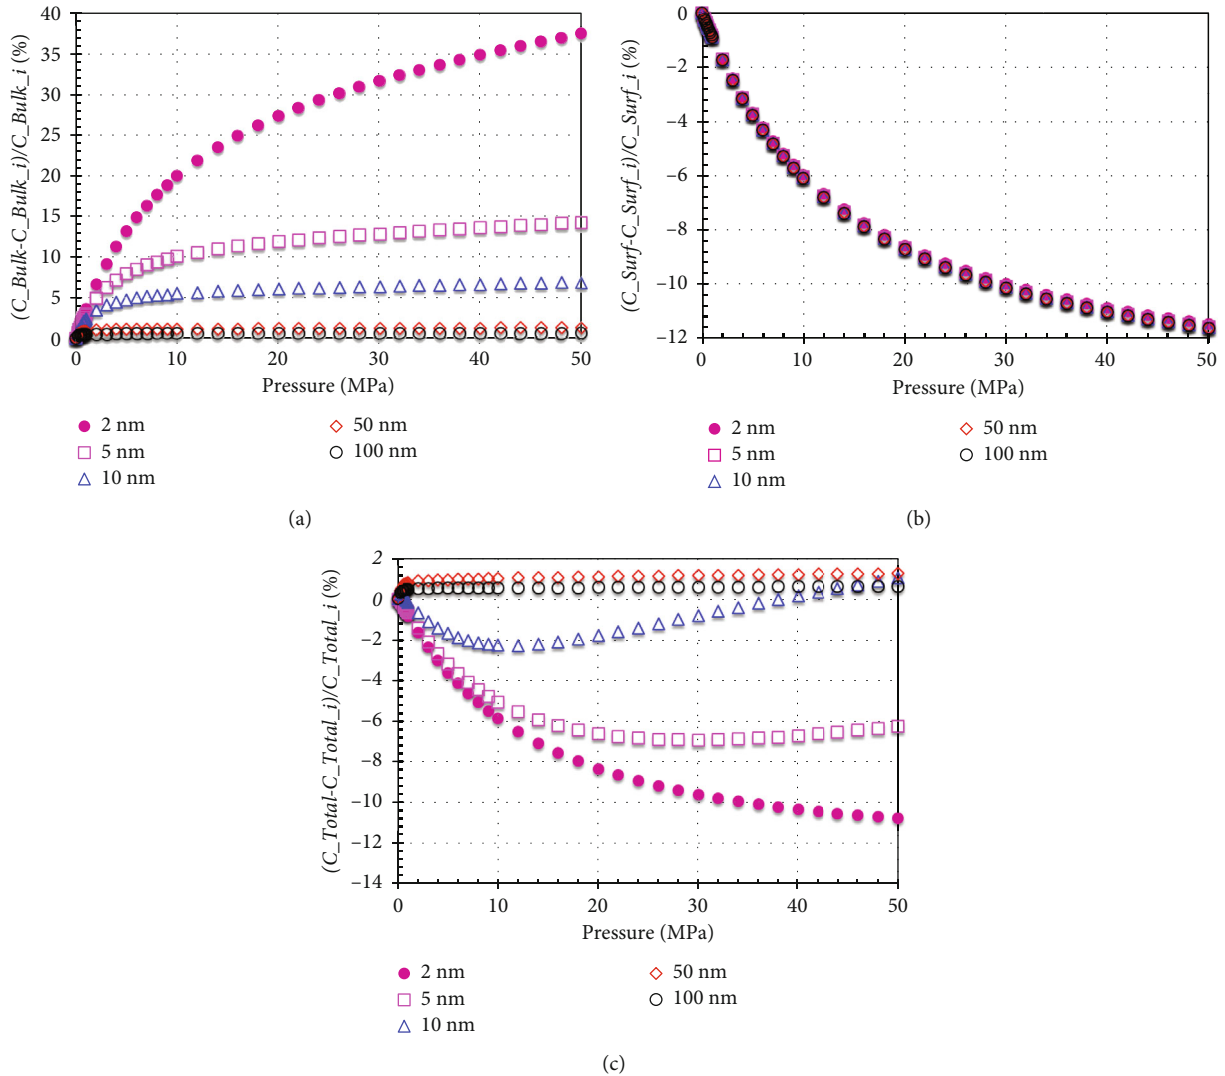 (C_Bulk-C_Bulk_i)/C_Bulk_i (%)
40
35
30
25
20
15
10
5
0
0
10
20
30
40
50
Pressure (MPa)
2 nm
5 nm
10 nm
50 nm
100 nm
(a)
(C_Surf-C_Surf_i)/C_Surf_i (%)
0
−2
−4
−6
−8
−10
−12
0
10
20
30
40
50
Pressure (MPa)
2 nm
5 nm
10 nm
50 nm
100 nm
(b)
(C_Total-C_Total_i)/C_Total_i (%)
2
0
−2
−4
−6
−8
−10
−12
−14
0
10
20
30
40
50
Pressure (MPa)
2 nm
5 nm
10 nm
50 nm
100 nm
(c)